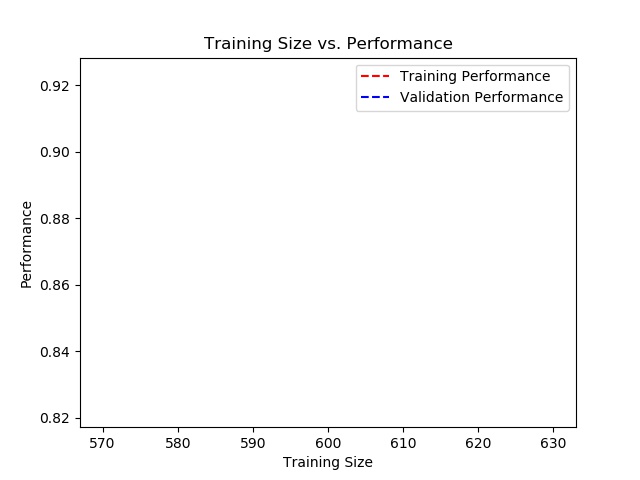 Training Size vs. Performance
Training Performance
Validation Performance
0.92
0.90
0.88
0.86
0.84
0.82
Performance
570 580 590 600 610 620 630
Training Size